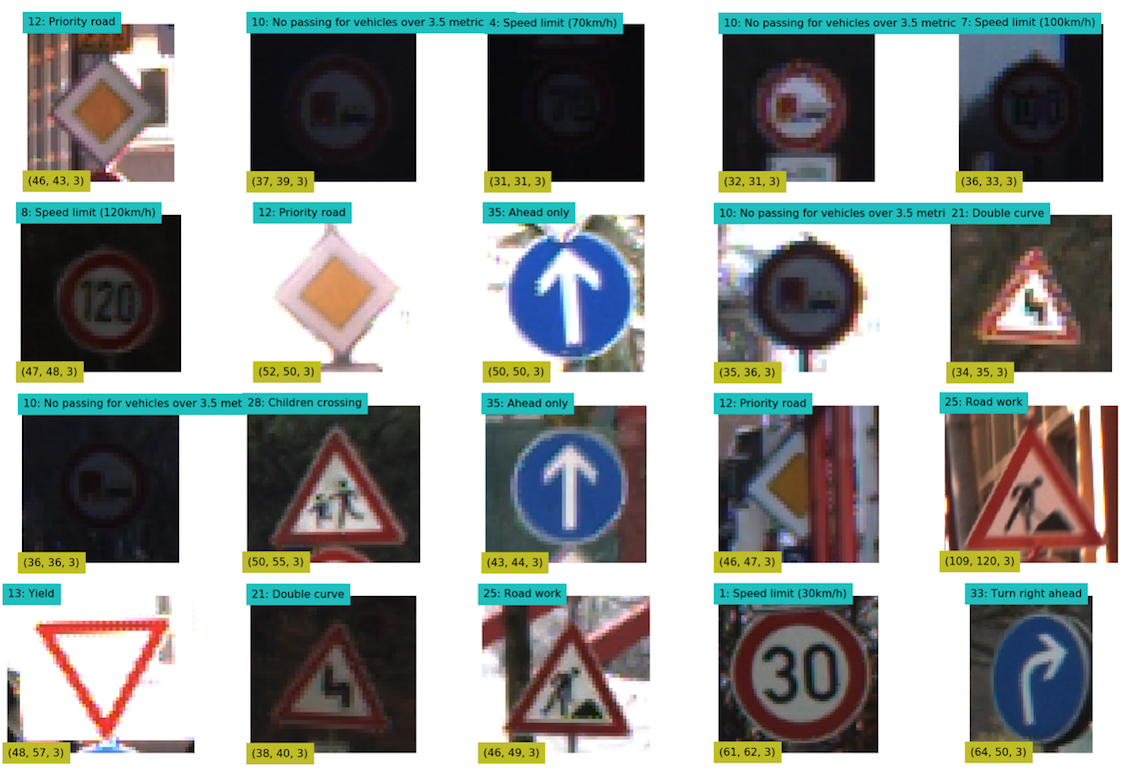 12: Priority road
10: No passing for vehicles over 3.5 metric
4: Speed limit (70km/h)
10: No passing for vehicles over 3.5 metric
7: Speed limit (100km/h)
70
100
(46, 43, 3)
(37, 39, 3)
(31, 31, 3)
(32, 31, 3)
(36, 33, 3)
8: Speed limit (120km/h)
12: Priority road
35: Ahead only
10: No passing for vehicles over 3.5 metri
21: Double curve
120
(47, 48, 3)
(52, 50, 3)
(50, 50, 3)
(35, 36, 3)
(34, 35, 3)
10: No passing for vehicles over 3.5 met
28: Children crossing
35: Ahead only
12: Priority road
25: Road work
(36, 36, 3)
(50, 55, 3)
(43, 44, 3)
(46, 47, 3)
(109, 120, 3)
13: Yield
21: Double curve
25: Road work
1: Speed limit (30km/h)
33: Turn right ahead
30
(48, 57, 3)
(38, 40, 3)
(46, 49, 3)
(61, 62, 3)
(64, 50, 3)